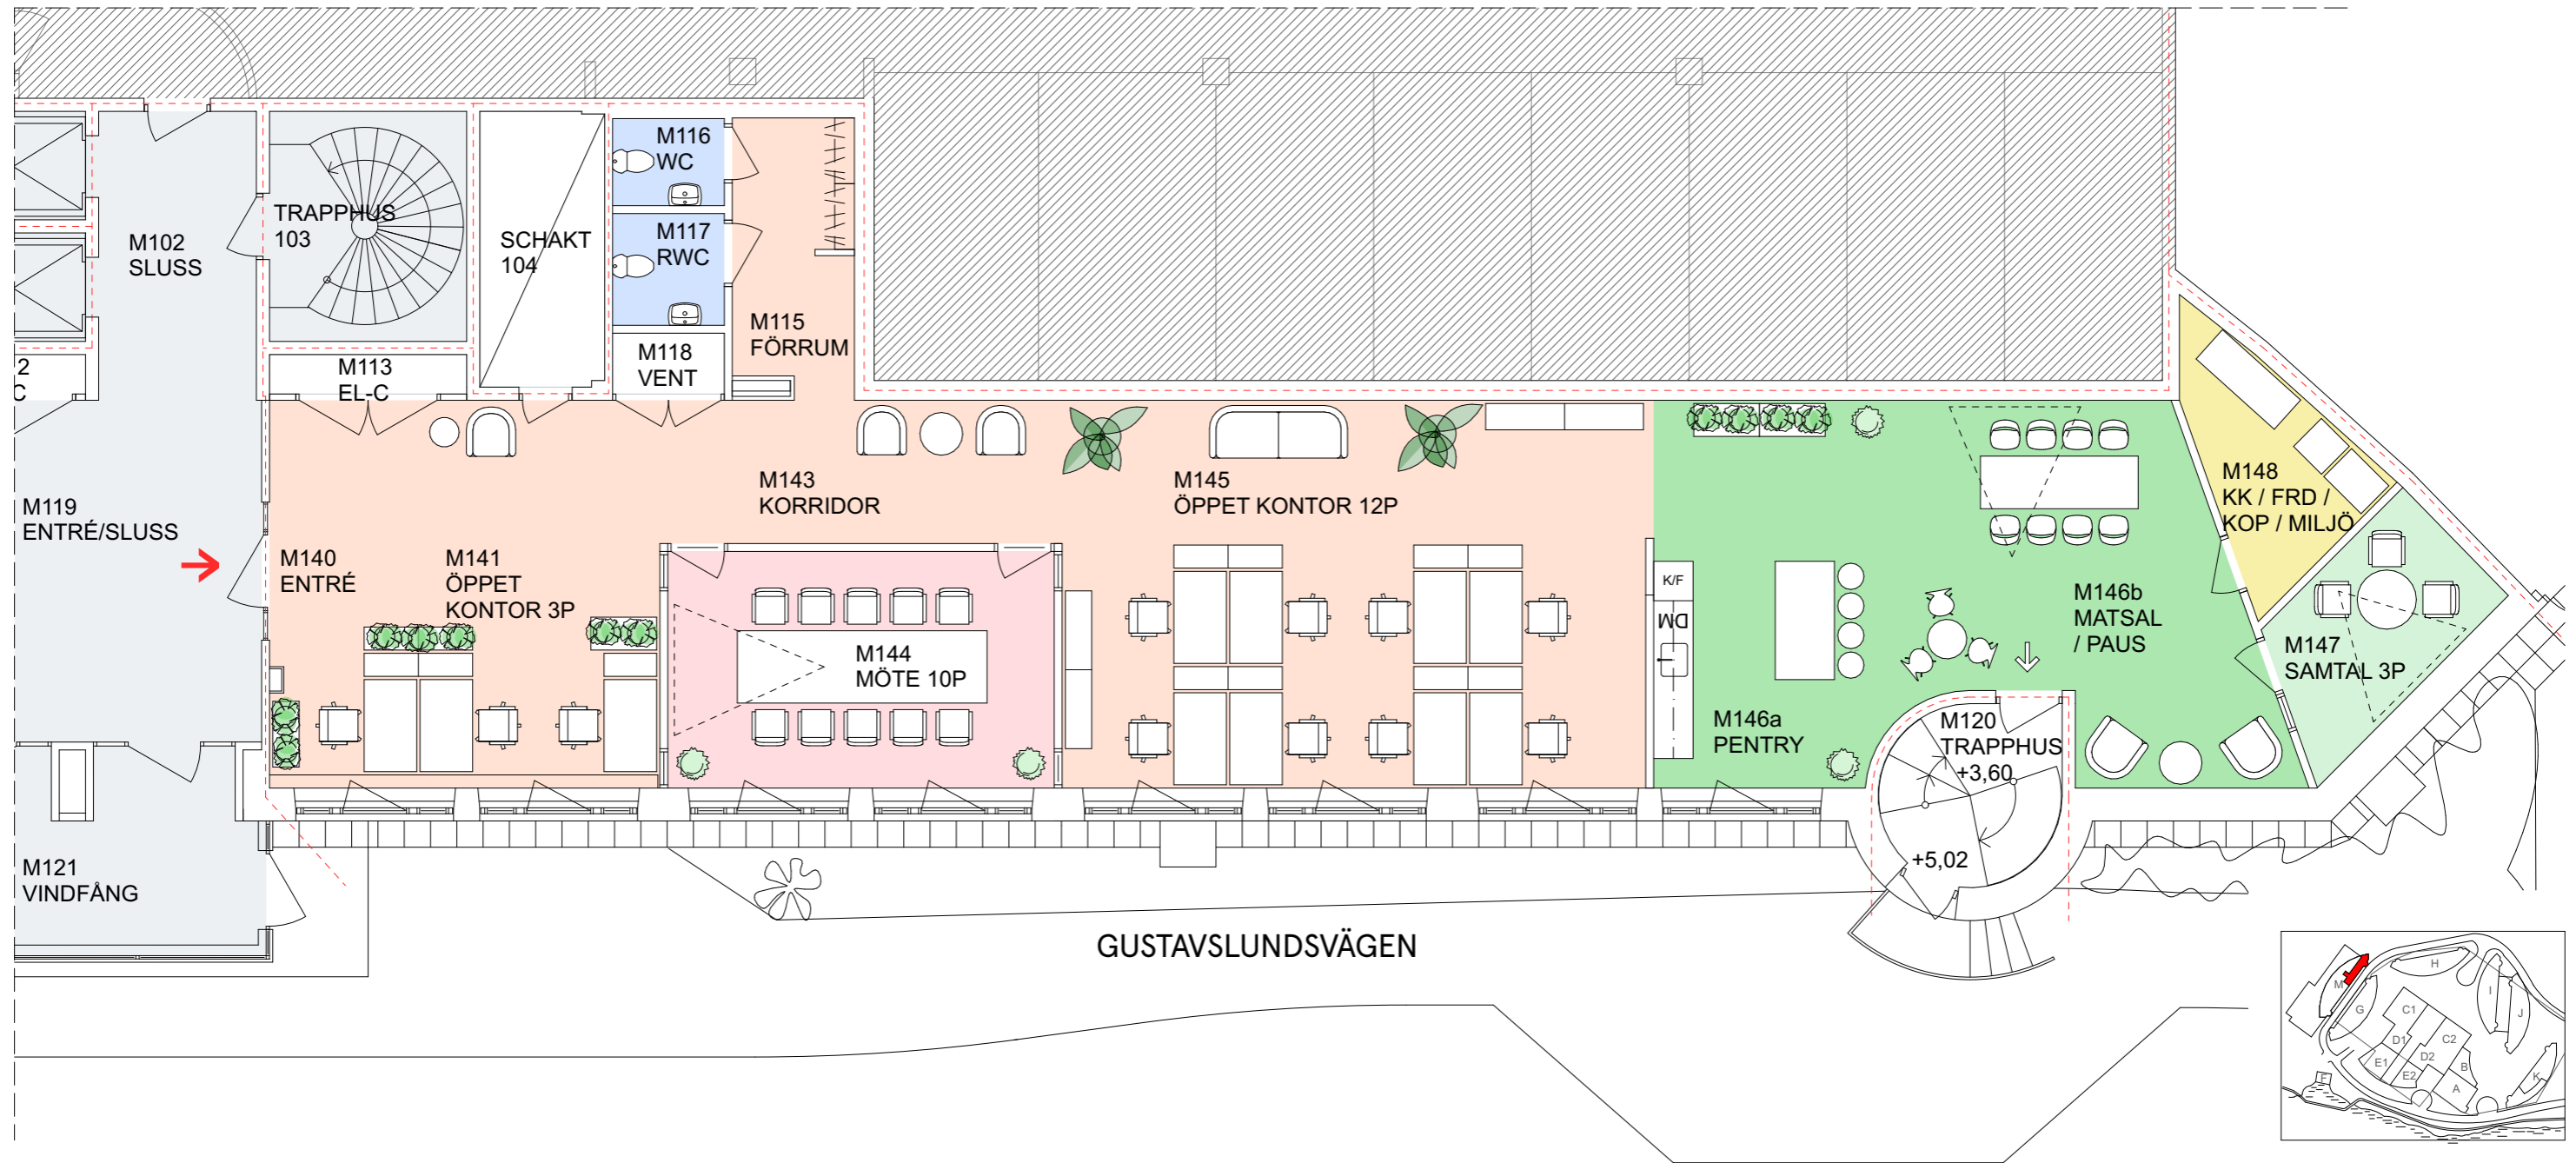 M116
WC
M117
RWC
TRAPPHUS
103
M102
SLUSS
SCHAKT
104
M115
FÖRRUM
M118
VENT
M113
EL-C
2
C
M119
ENTRÉ/SLUSS
M140
ENTRÉ
M141
ÖPPET
KONTOR 3P
M143
KORRIDOR
M145
ÖPPET KONTOR 12P
M144
MÖTE 10P
K/F
DM
M146a
PENTRY
M146b
MATSAL
/ PAUS
M148
KK / FRD /
KOP / MILJÖ
M147
SAMTAL 3P
M120
TRAPPHUS
+3,60
+5,02
M121
VINDFÅNG
GUSTAVSLUNDSVÄGEN
H
M
I
G
C1
J
D1
C2
E1
D2
B
E2
K
F
A